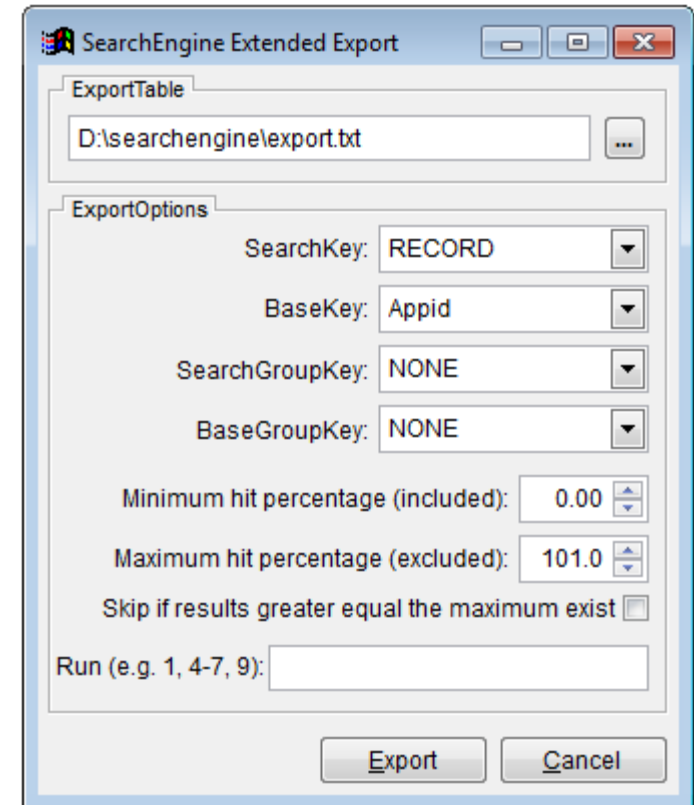 SearchEngine Extended Export
ExportTable
D:\searchengine\export.txt
...
ExportOptions
SearchKey: RECORD
BaseKey: Appid
SearchGroupKey: NONE
BaseGroupKey: NONE
Minimum hit percentage (included): 0.00
Maximum hit percentage (excluded): 101.0
Skip if results greater equal the maximum exist
Run (e.g. 1, 4-7, 9):
Export Cancel